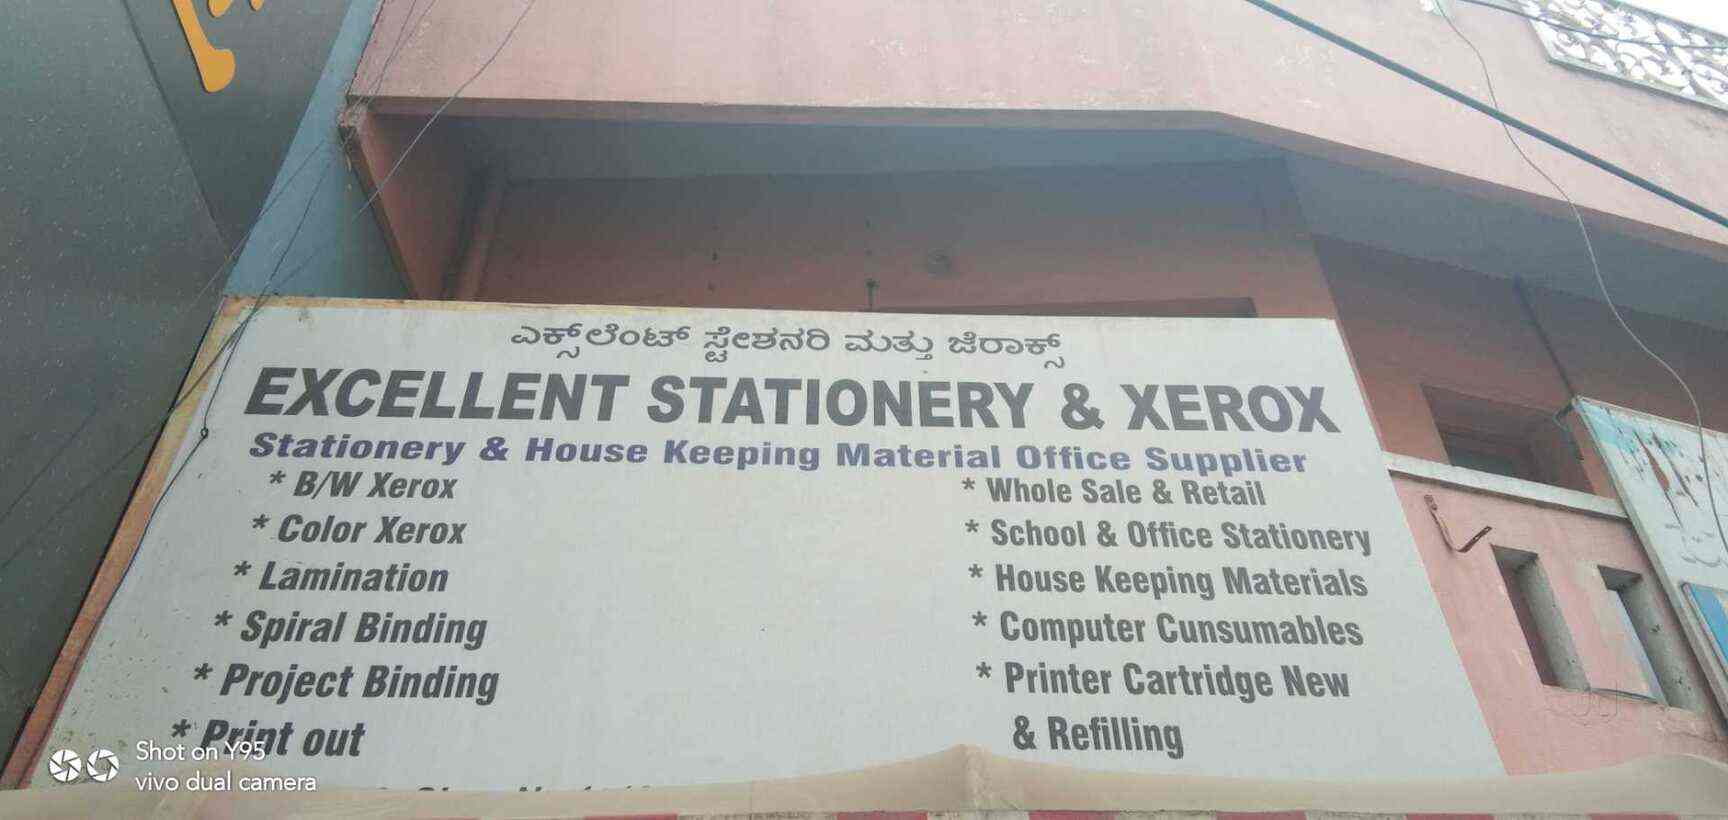 ಎಕ್ಸ್‌ಲೆಂಟ್ ಸ್ಟೇಶನರಿ ಮತ್ತು ಜೆರಾಕ್ಸ್
EXCELLENT STATIONERY & XEROX
Stationery & House Keeping Material Office Supplier
* B/W Xerox
* Color Xerox
* Lamination
* Spiral Binding
* Project Binding
* Print out
* Whole Sale & Retail
* School & Office Stationery
* House Keeping Materials
* Computer Cunsumables
* Printer Cartridge New
& Refilling
Shot on Y95
vivo dual camera